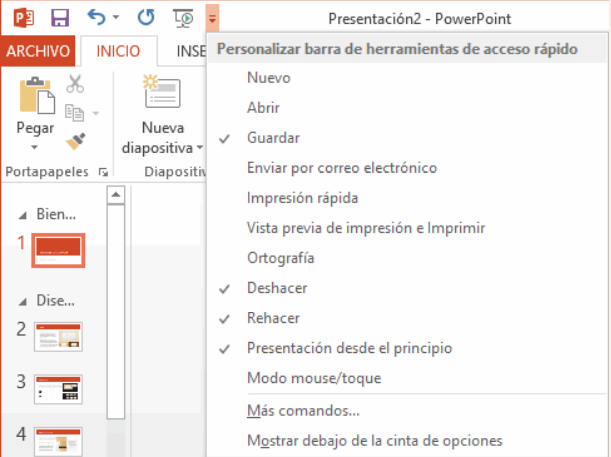 Presentación2 - PowerPoint
ARCHIVO
INICIO
INSE
Pegar
Nueva
diapositiva
Portapapeles
Diapositiv
Bien...
1
Dise...
2
3
4
Personalizar barra de herramientas de acceso rápido
Nuevo
Abrir
Guardar
Enviar por correo electrónico
Impresión rápida
Vista previa de impresión e Imprimir
Ortografía
Deshacer
Rehacer
Presentación desde el principio
Modo mouse/toque
Más comandos...
Mostrar debajo de la cinta de opciones